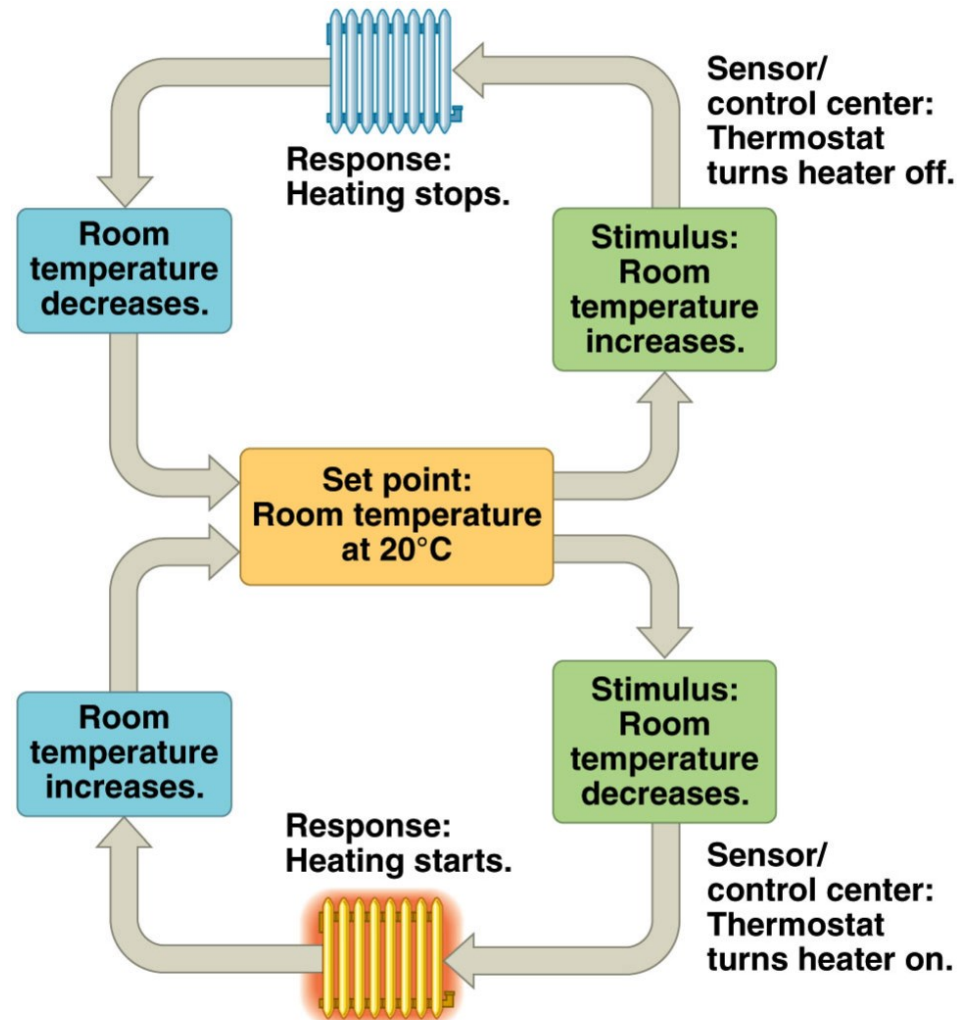 Sensor/
control center:
Thermostat
turns heater off.
Response:
Heating stops.
Room
temperature
decreases.
Stimulus:
Room
temperature
increases.
Set point:
Room temperature
at 20°C
Room
temperature
increases.
Stimulus:
Room
temperature
decreases.
Response:
Heating starts.
Sensor/
control center:
Thermostat
turns heater on.